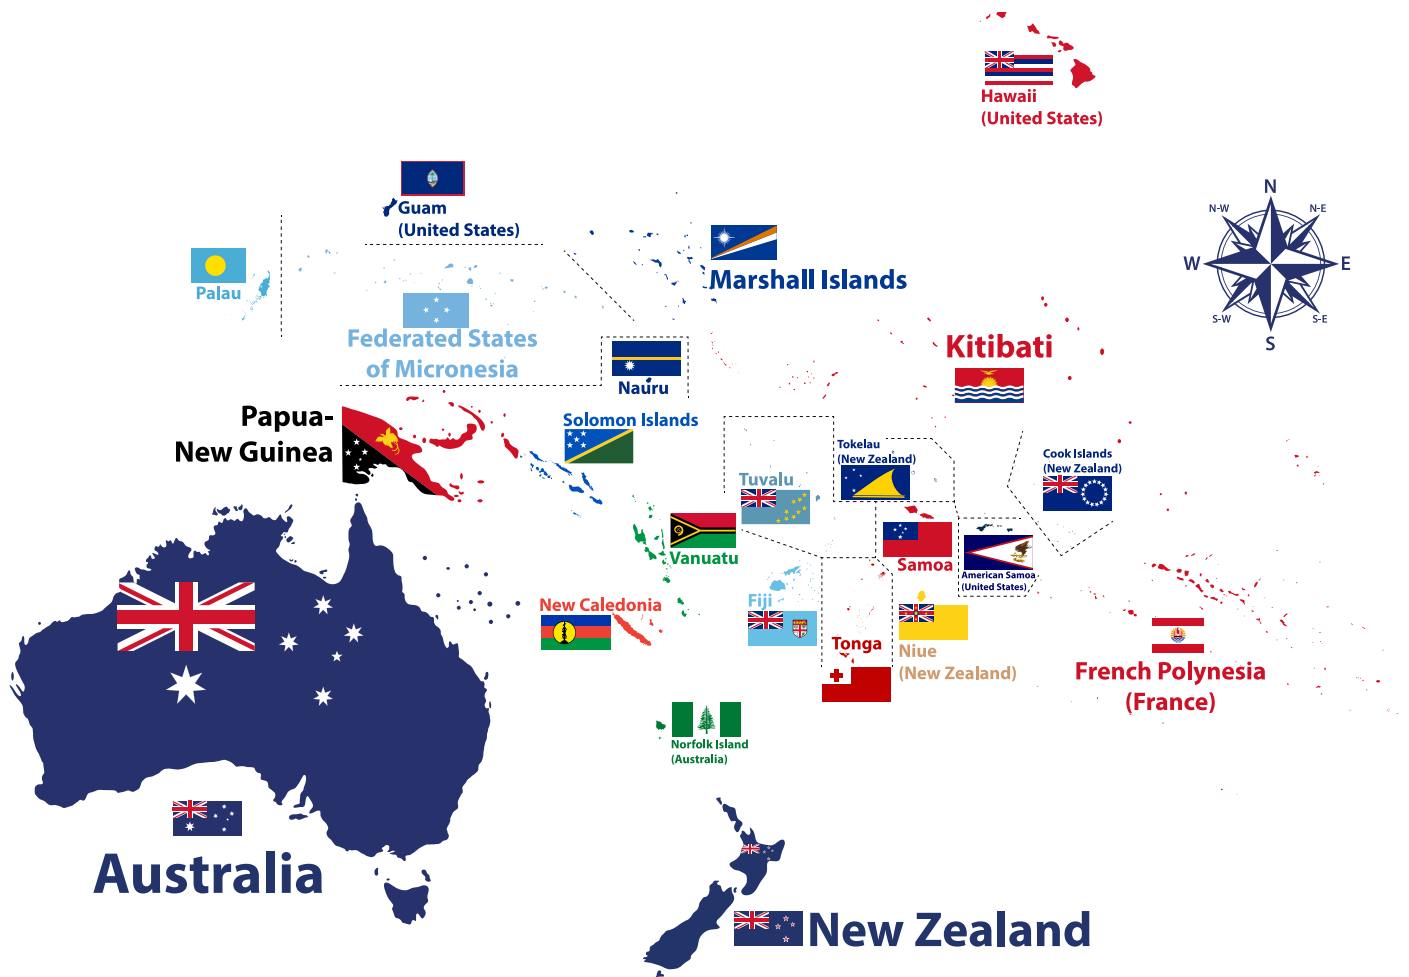 Hawaii
(United States)
N
N-W
N-E
W
E
S-W
S-E
S
Guam
(United States)
Palau
Marshall Islands
Federated States
of Micronesia
Nauru
Kitibati
Papua-
New Guinea
Solomon Islands
Tokelau
(New Zealand)
Cook Islands
(New Zealand)
Tuvalu
Vanuatu
Samoa
American Samoa
(United States)
New Caledonia
Fiji
Tonga
Niue
(New Zealand)
French Polynesia
(France)
Norfolk Island
(Australia)
Australia
New Zealand